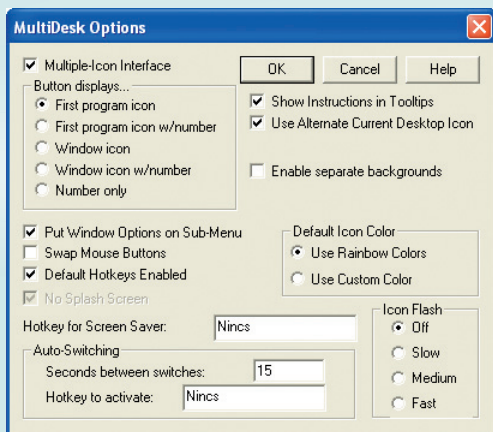 MultiDesk Options
Multiple-Icon Interface
OK
Cancel
Help
Button displays...
First program icon
First program icon w/number
Window icon
Window icon w/number
Number only
Show Instructions in Tooltips
Use Alternate Current Desktop Icon
Enable separate backgrounds
Put Window Options on Sub-Menu
Swap Mouse Buttons
Default Hotkeys Enabled
No Splash Screen
Default Icon Color
Use Rainbow Colors
Use Custom Color
Hotkey for Screen Saver: Nincs
Auto-Switching
Seconds between switches: 15
Hotkey to activate: Nincs
Icon Flash
Off
Slow
Medium
Fast